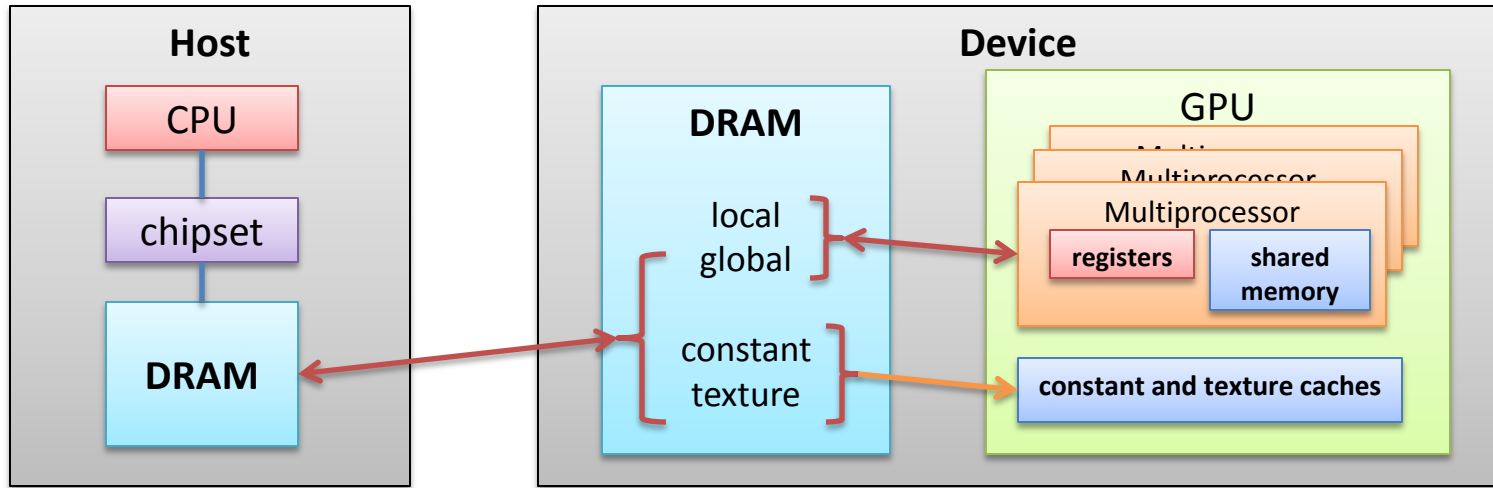 Host
CPU
chipset
DRAM
Device
DRAM
local
global
constant
texture
GPU
Multiprocessor
Multiprocessor
registers
shared
memory
constant and texture caches